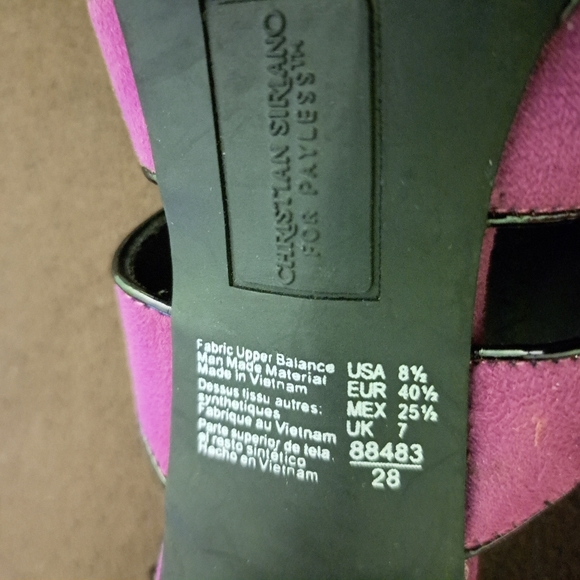 CHRISTIAN SIRIANO
FOR PAYLESS™
Fabric Upper Balance
Man Made Material
Made in Vietnam
Dessus tissu autres:
synthetiques
Fabriqué au Vietnam
Parte superior de tela.
el resto sintético
Hecho en Vietnam
USA 8½
EUR 40½
MEX 25½
UK 7
88483
28